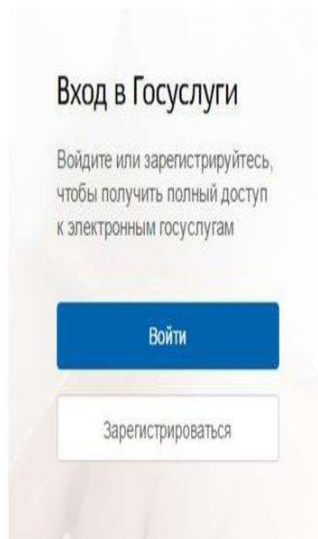 Вход в Госуслуги
Войдите или зарегистрируйтесь,
чтобы получить полный доступ
к электронным госуслугам
Войти
Зарегистрироваться